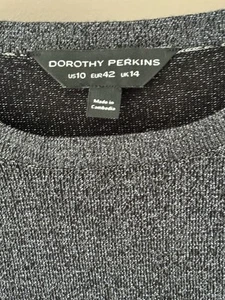 DOROTHY PERKINS
US10 EUR42 UK14
Made in
Cambodia